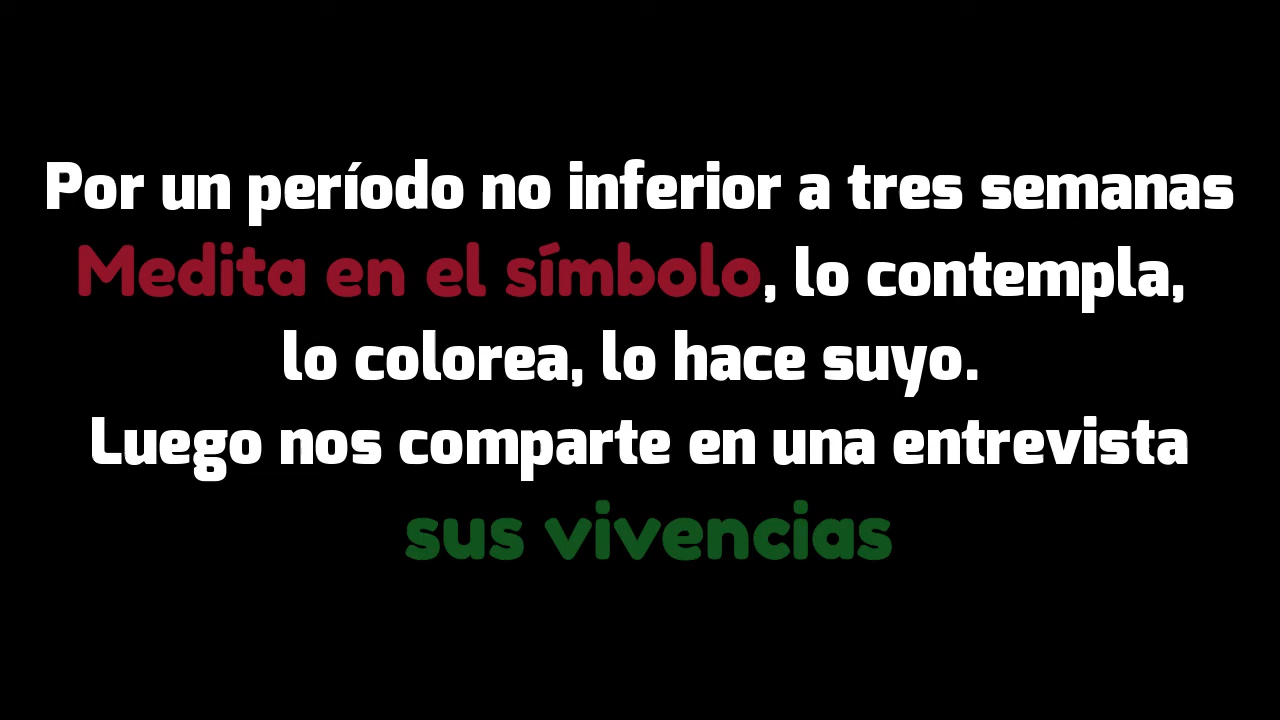 Por un período no inferior a tres semanas
Medita en el símbolo, lo contempla,
lo colorea, lo hace suyo.
Luego nos comparte en una entrevista
sus vivencias